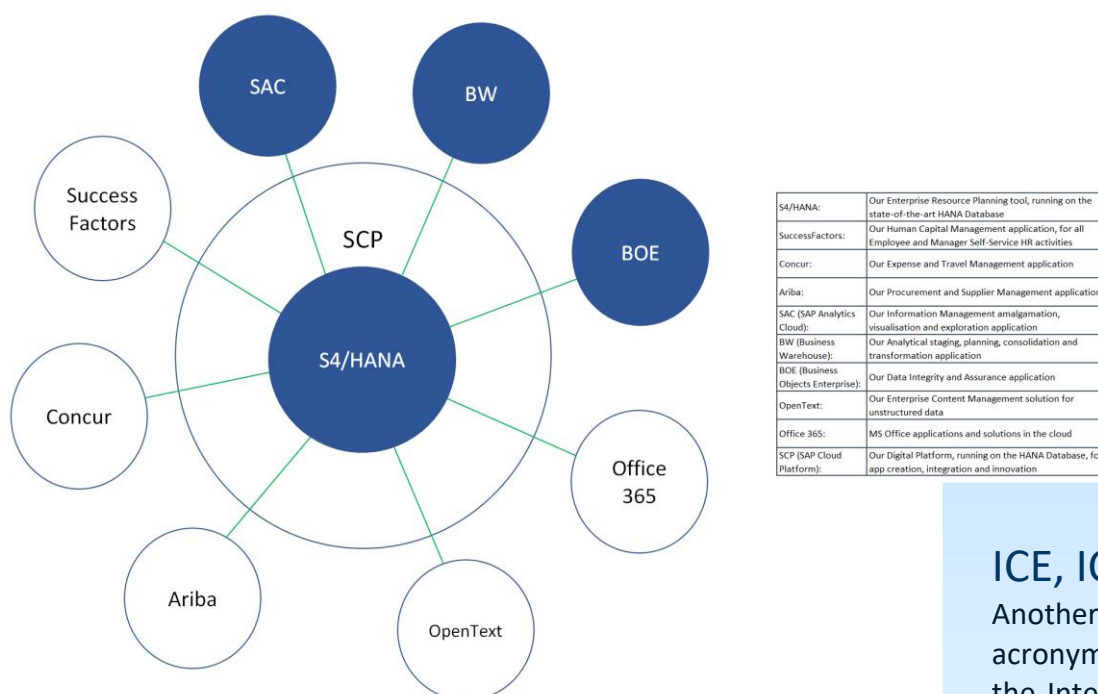 SAC
BW
Success
Factors
SCP
BOE
S4/HANA
Concur
Office
365
Ariba
OpenText
S4/HANA:
Our Enterprise Resource Planning tool, running on the
state-of-the-art HANA Database
SuccessFactors:
Our Human Capital Management application, for all
Employee and Manager Self-Service HR activities
Concur:
Our Expense and Travel Management application
Ariba:
Our Procurement and Supplier Management application
SAC (SAP Analytics
Cloud):
Our Information Management amalgamation,
visualisation and exploration application
BW (Business
Warehouse):
Our Analytical staging, planning, consolidation and
transformation application
BOE (Business
Objects Enterprise):
Our Data Integrity and Assurance application
OpenText:
Our Enterprise Content Management solution for
unstructured data
Office 365:
MS Office applications and solutions in the cloud
SCP (SAP Cloud
Platform):
Our Digital Platform, running on the HANA Database,
app creation, integration and innovation
ICE,
Another
acronym
the